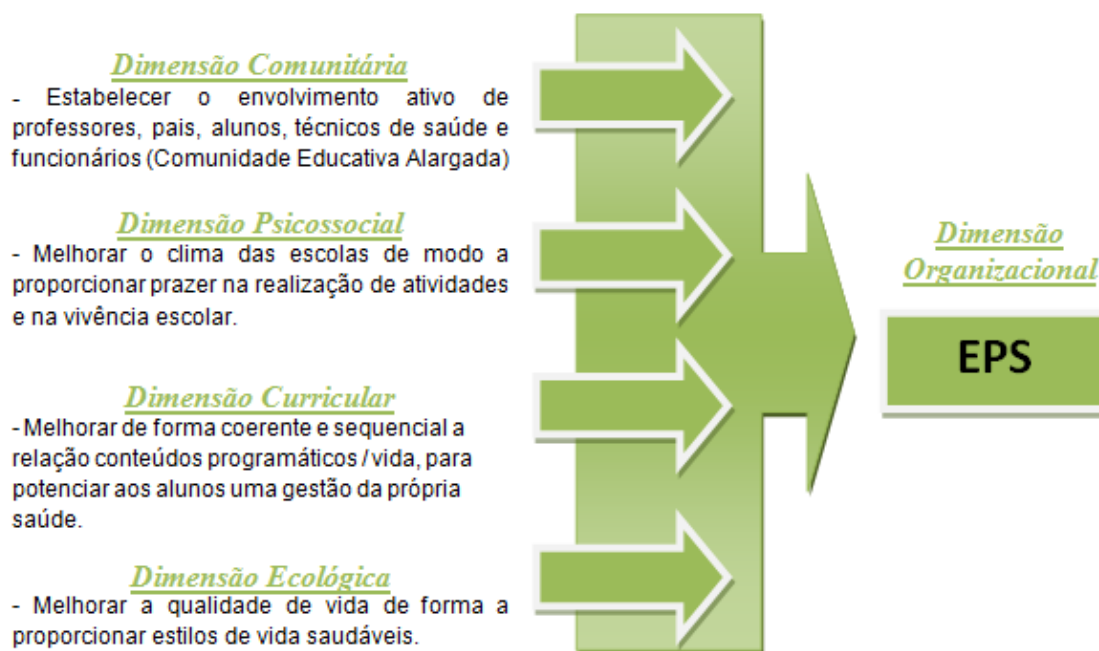 Dimensão Comunitária
- Estabelecer o envolvimento ativo de
professores, pais, alunos, técnicos de saúde e
funcionários (Comunidade Educativa Alargada)
Dimensão Psicossocial
- Melhorar o clima das escolas de modo a
proporcionar prazer na realização de atividades
e na vivência escolar.
Dimensão Curricular
- Melhorar de forma coerente e sequencial a
relação conteúdos programáticos / vida, para
potenciar aos alunos uma gestão da própria
saúde.
Dimensão Ecológica
- Melhorar a qualidade de vida de forma a
proporcionar estilos de vida saudáveis.
Dimensão
Organizacional
EPS